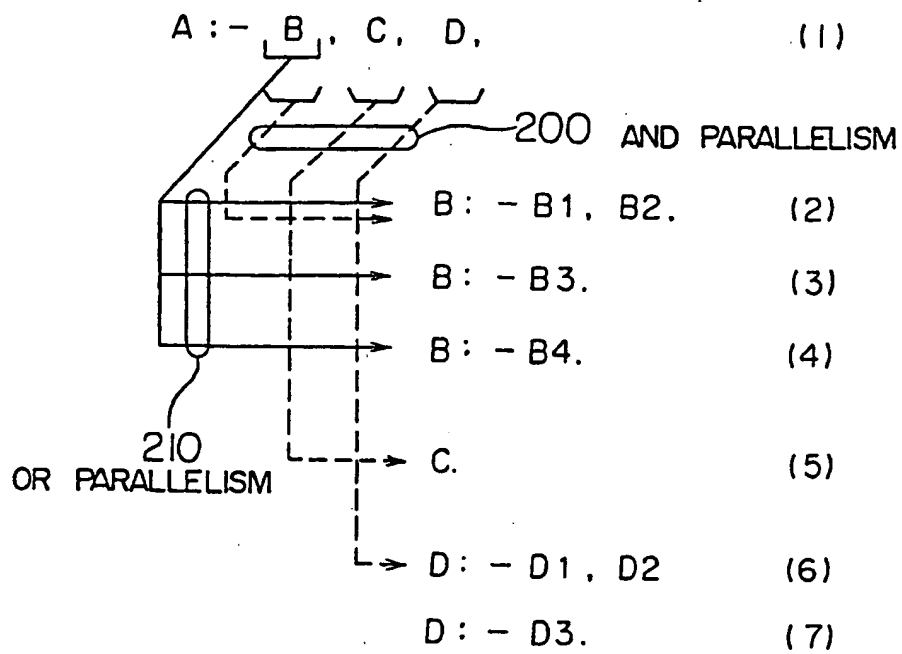 A :- B, C, D, (1)
200 AND PARALLELISM
B: - B1, B2. (2)
B: - B3. (3)
B: - B4. (4)
210
OR PARALLELISM
C. (5)
D: - D1, D2 (6)
D: - D3. (7)